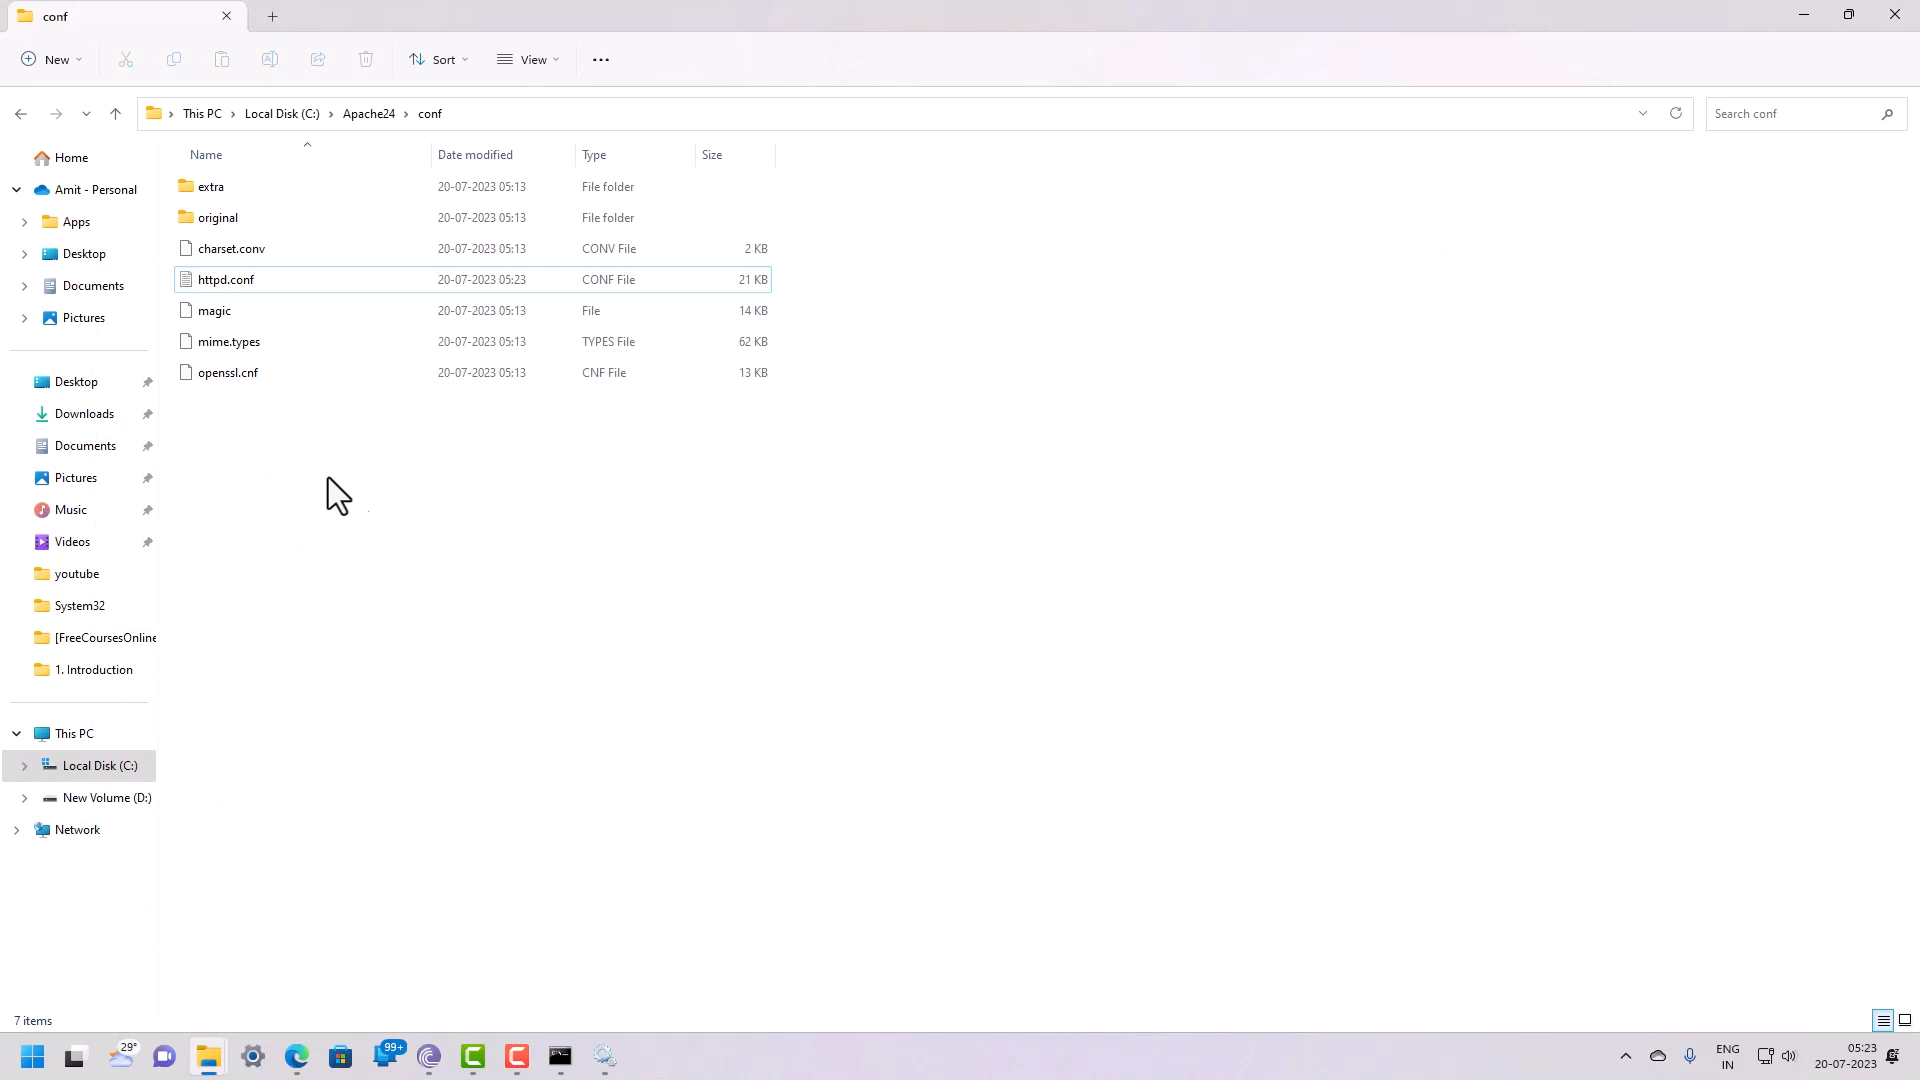 conf
New
Sort
View
This PC
Local Disk (C:)
Apache24
conf
Search conf
Name
Date modified
Type
Size
extra
20-07-2023 05:13
File folder
original
20-07-2023 05:13
File folder
charset.conv
20-07-2023 05:13
CONV File
2 KB
httpd.conf
20-07-2023 05:23
CONF File
21 KB
magic
20-07-2023 05:13
File
14 KB
mime.types
20-07-2023 05:13
TYPES File
62 KB
openssl.cnf
20-07-2023 05:13
CNF File
13 KB
Home
Amit - Personal
Apps
Desktop
Documents
Pictures
Desktop
Downloads
Documents
Pictures
Music
Videos
youtube
System32
[FreeCoursesOnline
1. Introduction
This PC
Local Disk (C:)
New Volume (D:)
Network
7 items
29°
99+
ENG
IN
05:23
20-07-2023